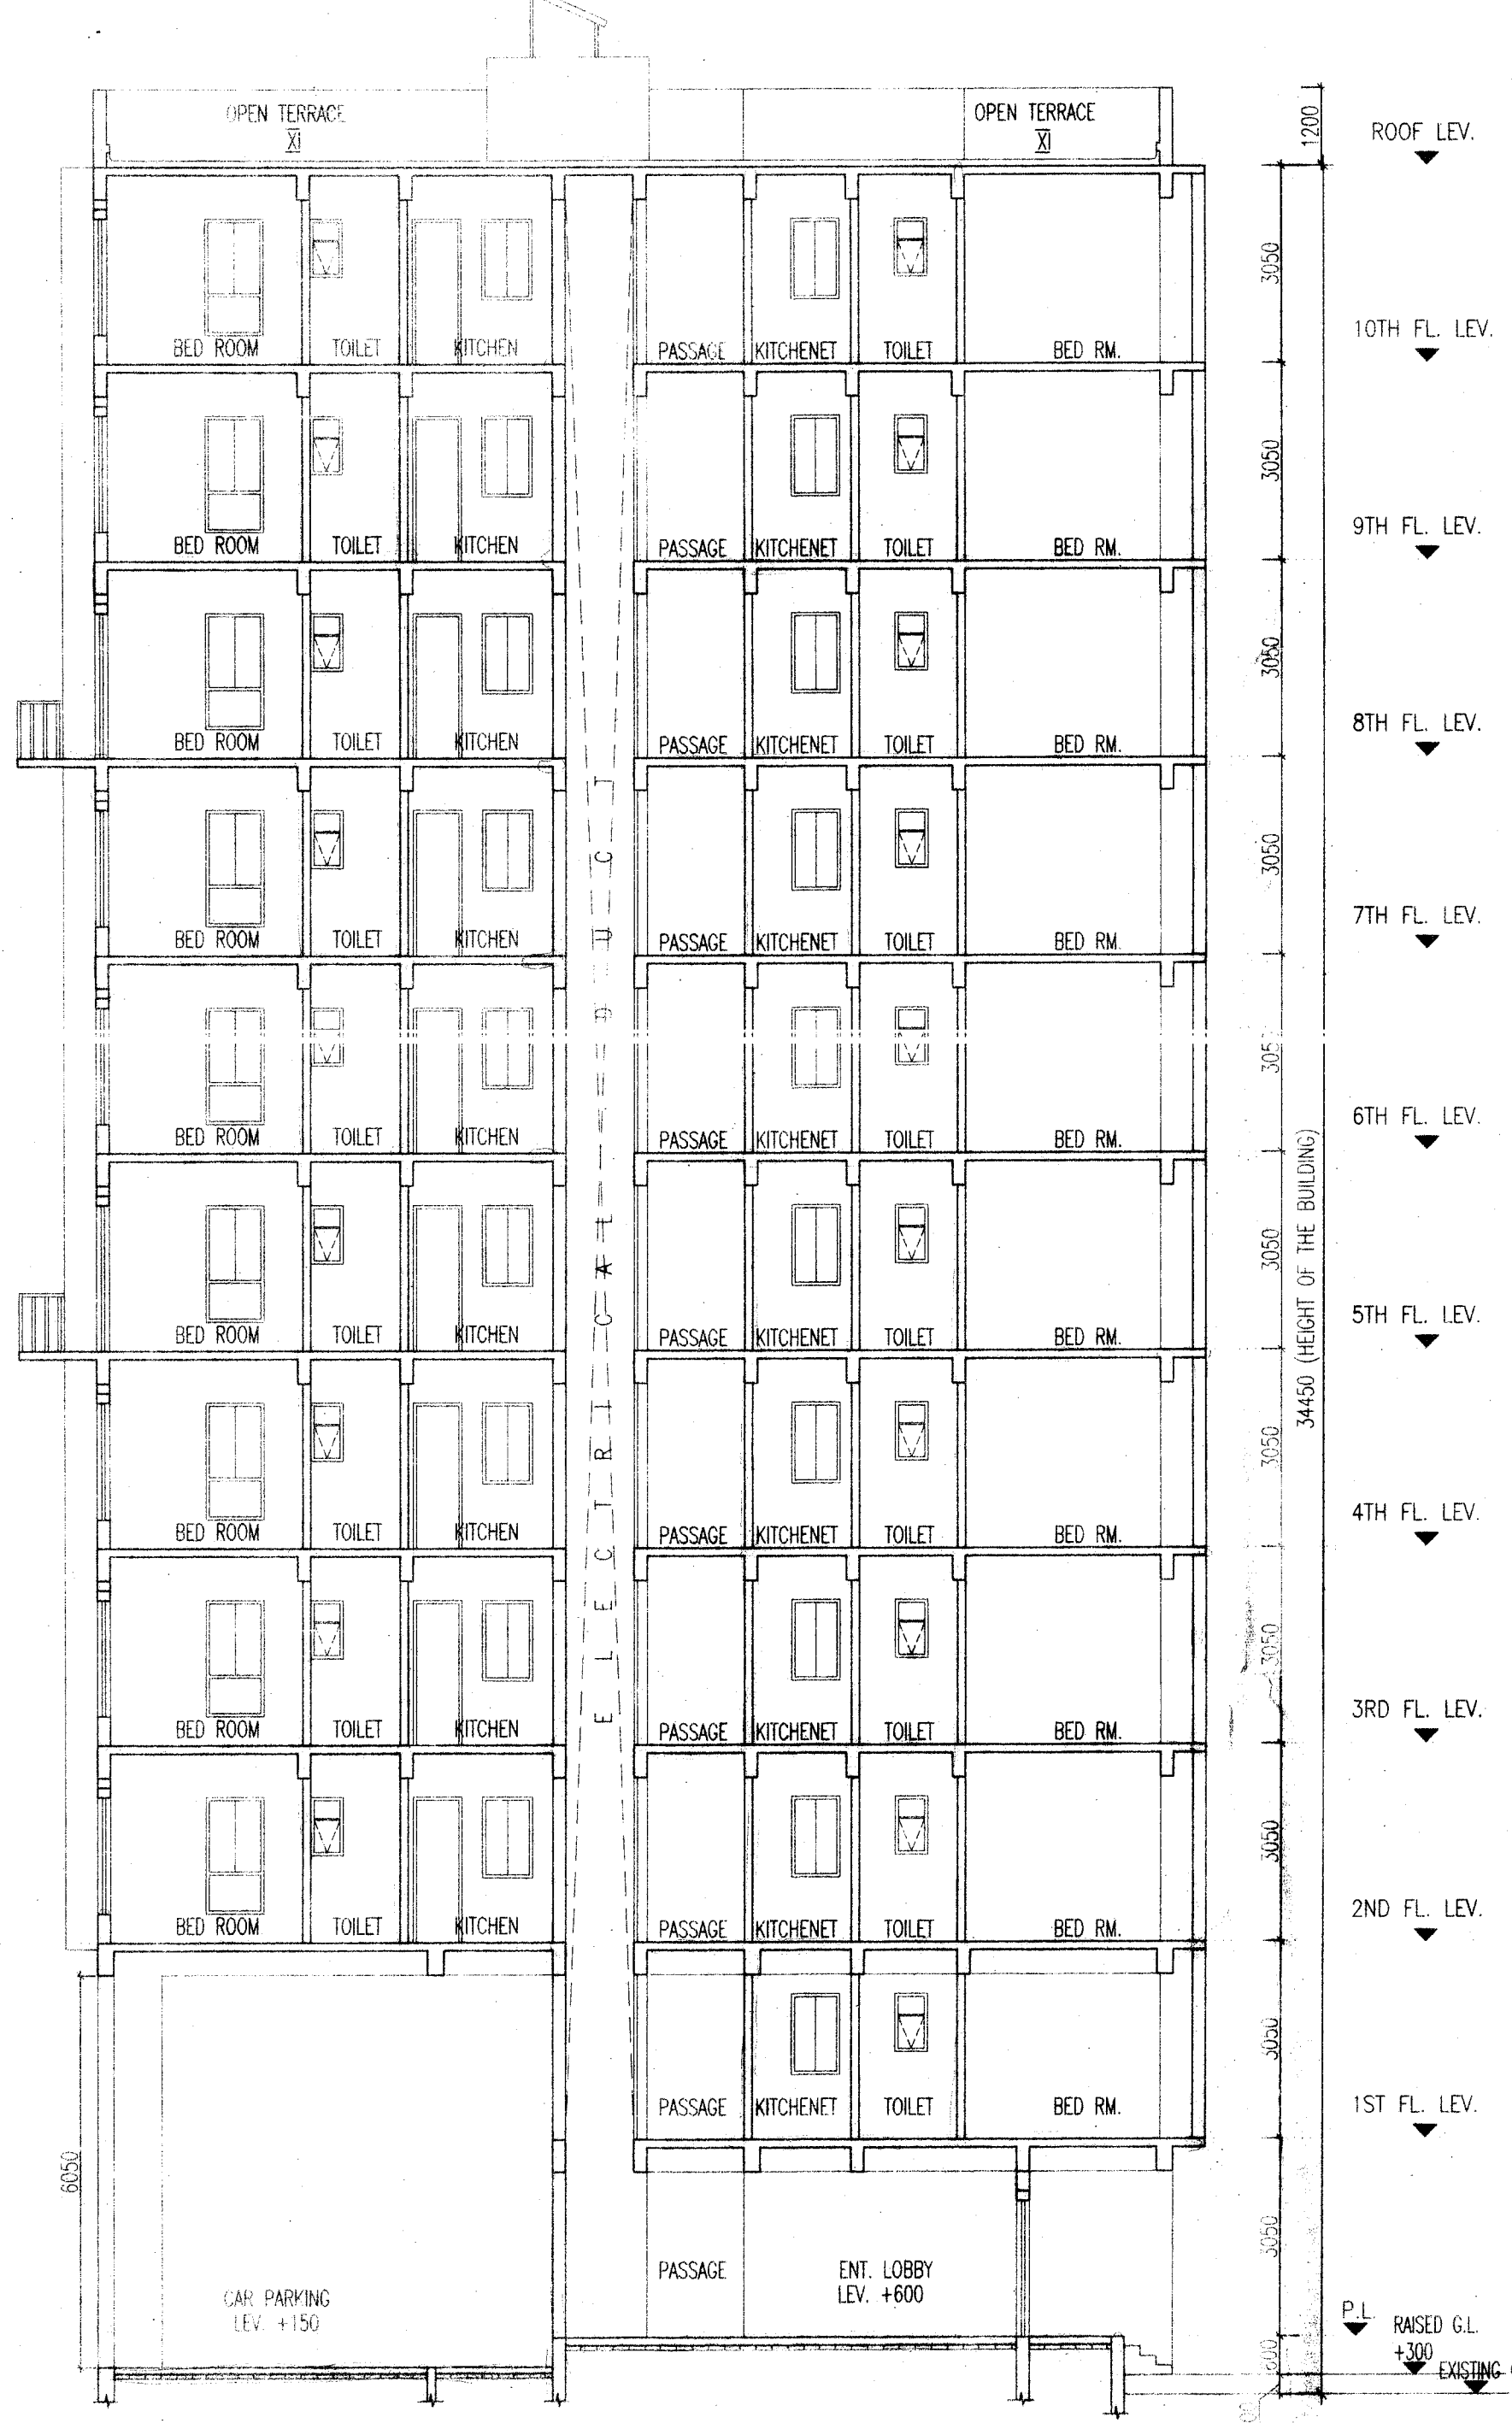 OPEN TERRACE
XI
OPEN TERRACE
XI
1200
ROOF LEV.
3050
BED ROOM TOILET KITCHEN PASSAGE KITCHENET TOILET BED RM.
10TH FL. LEV.
3050
BED ROOM TOILET KITCHEN PASSAGE KITCHENET TOILET BED RM.
9TH FL. LEV.
3050
BED ROOM TOILET KITCHEN PASSAGE KITCHENET TOILET BED RM.
8TH FL. LEV.
3050
BED ROOM TOILET KITCHEN PASSAGE KITCHENET TOILET BED RM.
7TH FL. LEV.
BED ROOM TOILET KITCHEN PASSAGE KITCHENET TOILET BED RM.
6TH FL. LEV.
3050
BED ROOM TOILET KITCHEN PASSAGE KITCHENET TOILET BED RM.
5TH FL. LEV.
34450 (HEIGHT OF THE BUILDING)
ELECTRICAL DUCT
3050
BED ROOM TOILET KITCHEN PASSAGE KITCHENET TOILET BED RM.
4TH FL. LEV.
3050
BED ROOM TOILET KITCHEN PASSAGE KITCHENET TOILET BED RM.
3RD FL. LEV.
3050
BED ROOM TOILET KITCHEN PASSAGE KITCHENET TOILET BED RM.
2ND FL. LEV.
3050
PASSAGE KITCHENET TOILET BED RM.
1ST FL. LEV.
6050
3050
PASSAGE
ENT. LOBBY
LEV. +600
CAR PARKING
LEV. +150
P.L.
RAISED G.L.
+300
EXISTING